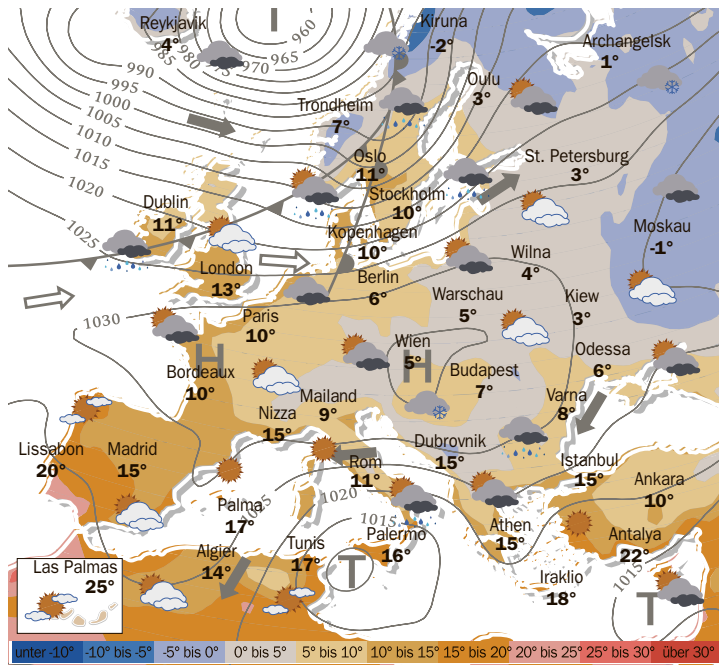 T
Reykjavik
4°
Kiruna
-2°
960
965
970
975
980
985
990
995
1000
1005
1010
1015
1020
1025
1030
Archangelsk
1°
Oulu
3°
Trondheim
7°
Oslo
11°
St. Petersburg
3°
Stockholm
10°
Dublin
11°
Kopenhagen
10°
Moskau
-1°
London
13°
Berlin
6°
Wilna
4°
Warschau
5°
Kiew
3°
Paris
10°
H
Wien
5°
H
Odessa
6°
Bordeaux
10°
Budapest
7°
Mailand
9°
Nizza
15°
Varna
8°
Lissabon
20°
Madrid
15°
Dubrovnik
15°
Rom
11°
Istanbul
15°
Ankara
10°
1020
1025
Palma
17°
1015
Palermo
16°
Athen
15°
Antalya
22°
Algier
14°
Tunis
17°
T
Iraklio
18°
1015
T
Las Palmas
25°
unter -10° -10° bis -5° -5° bis 0° 0° bis 5° 5° bis 10° 10° bis 15° 15° bis 20° 20° bis 25° 25° bis 30° über 30°